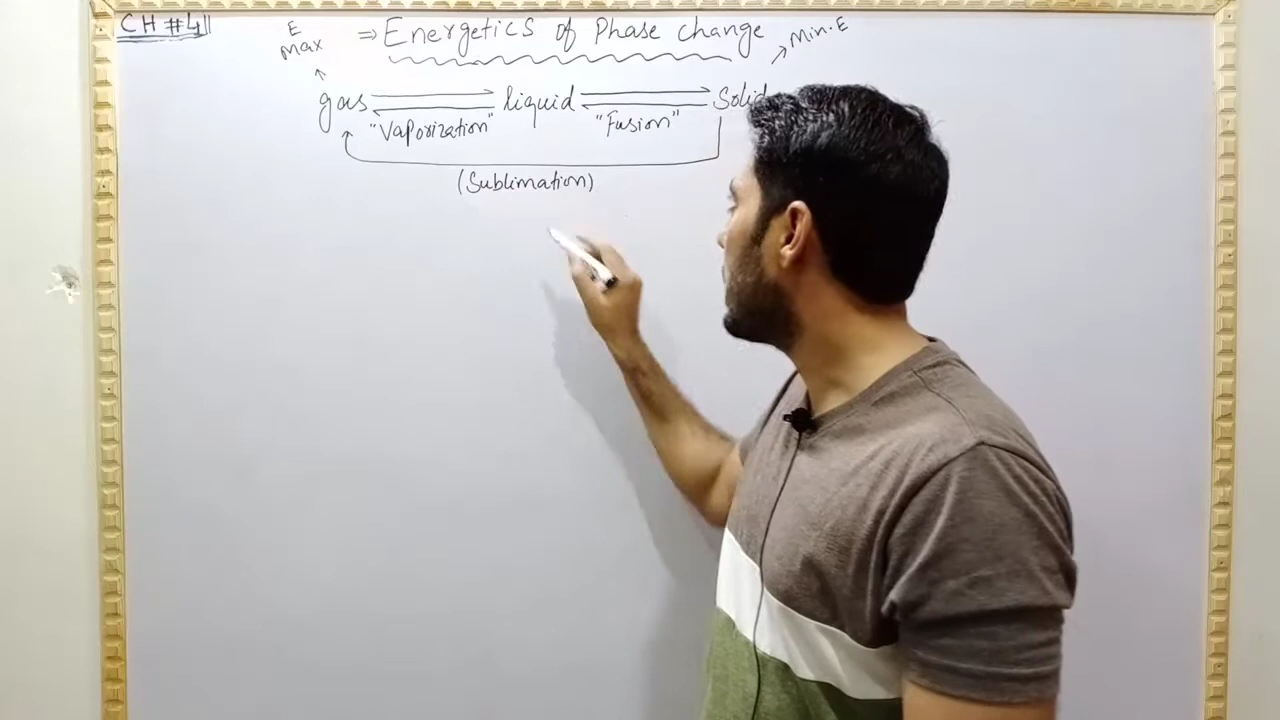 CH #4
⇒ Energetics of Phase change
E max
Min. E
gas ⇌ liquid ⇌ Solid
"Vaporization" "Fusion"
(Sublimation)